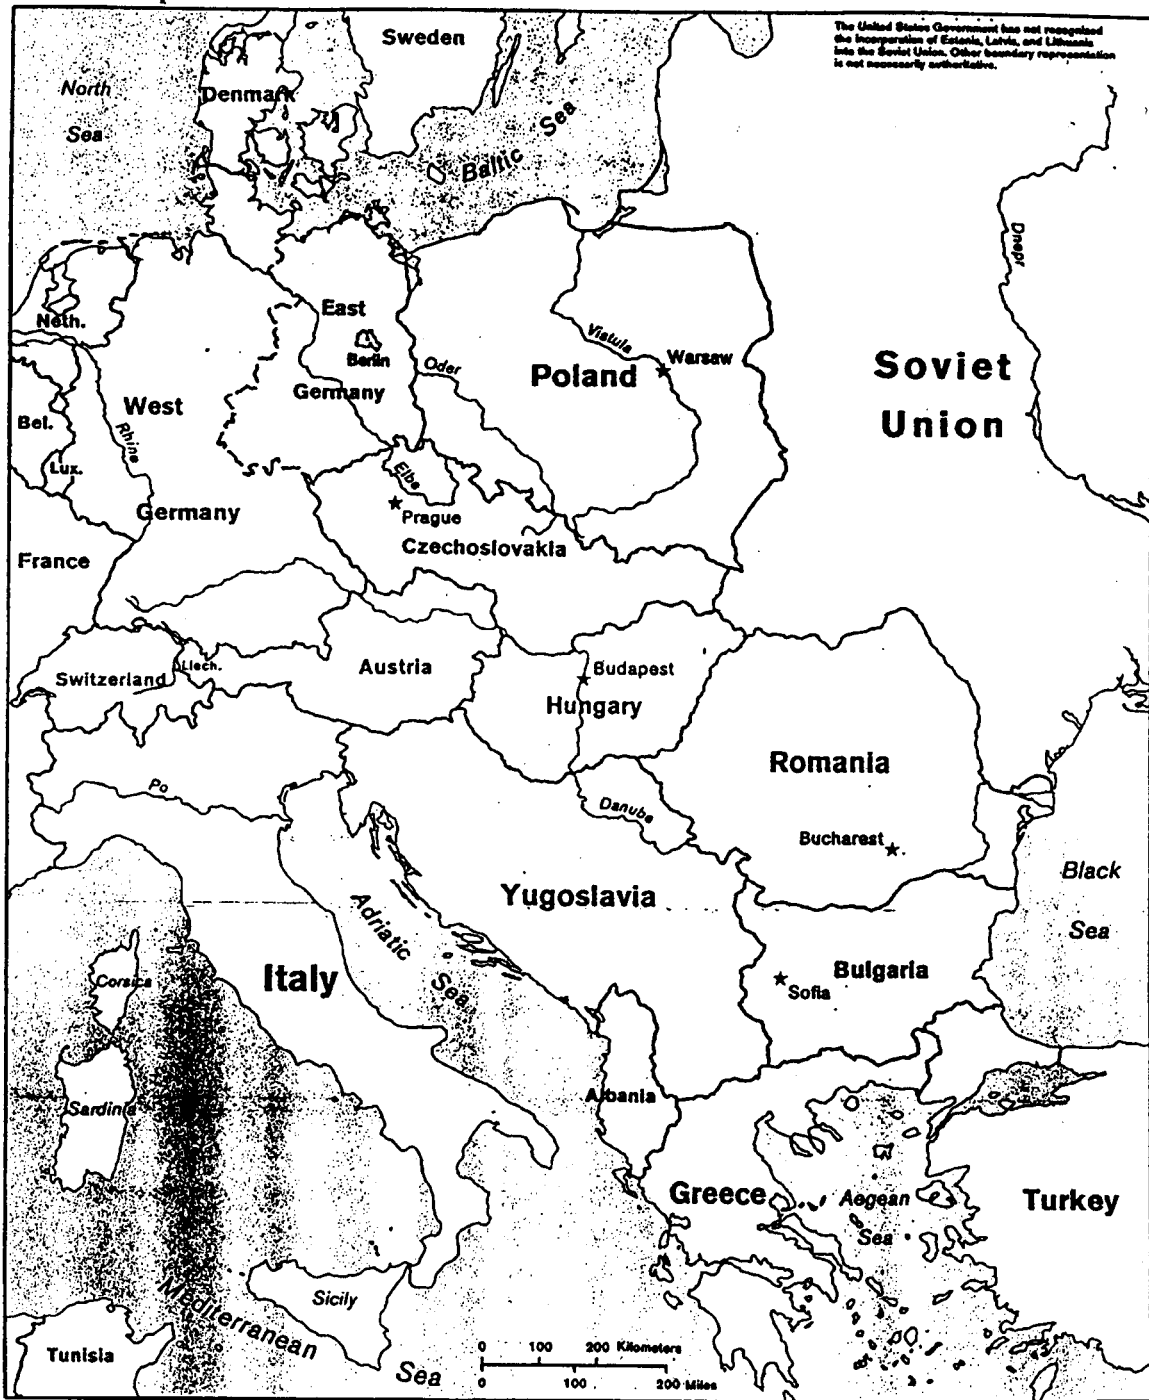 The United States Government has not recognized
the incorporation of Estonia, Latvia, and Lithuania
into the Soviet Union. Other boundary representation
is not necessarily authoritative.
Sweden
North
Sea
Denmark
Baltic Sea
Dnepr
Neth.
East
Germany
Berlin
Vistula
Warsaw
Oder
Poland
Soviet
Union
West
Germany
Bel.
Rhine
Lux.
Elbe
Prague
Czechoslovakia
France
Switzerland
Liech.
Austria
Budapest
Hungary
Romania
Po
Danube
Bucharest
Black
Sea
Yugoslavia
Adriatic
Sea
Italy
Corsica
Bulgaria
Sofia
Sardinia
Albania
Greece
Aegean
Sea
Turkey
Sicily
Mediterranean
Sea
Tunisia
0 100 200 Kilometers
0 100 200 Miles